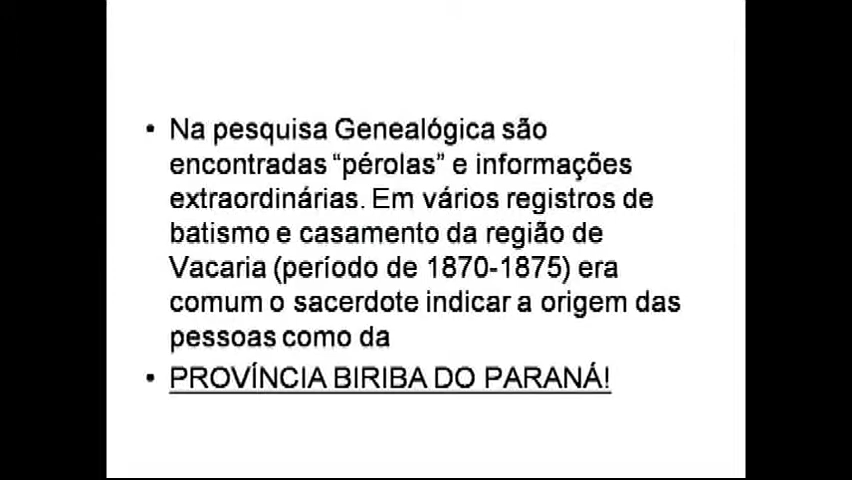 • Na pesquisa Genealógica são
encontradas “pérolas” e informações
extraordinárias. Em vários registros de
batismo e casamento da região de
Vacaria (período de 1870-1875) era
comum o sacerdote indicar a origem das
pessoas como da
• PROVÍNCIA BIRIBA DO PARANÁ!